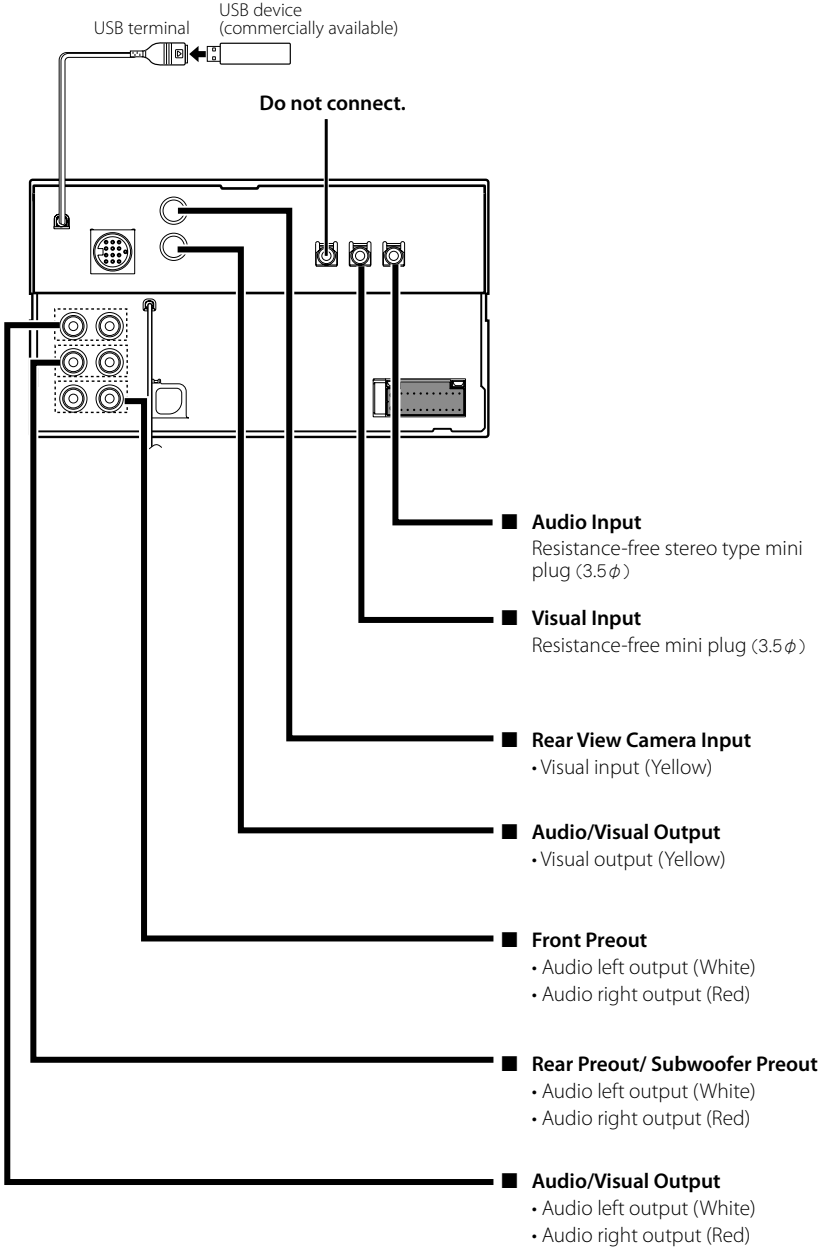 USB device
USB terminal (commercially available)
Do not connect.
■ Audio Input
Resistance-free stereo type mini
plug (3.5φ)
■ Visual Input
Resistance-free mini plug (3.5φ)
■ Rear View Camera Input
• Visual input (Yellow)
■ Audio/Visual Output
• Visual output (Yellow)
■ Front Preout
• Audio left output (White)
• Audio right output (Red)
■ Rear Preout/ Subwoofer Preout
• Audio left output (White)
• Audio right output (Red)
■ Audio/Visual Output
• Audio left output (White)
• Audio right output (Red)